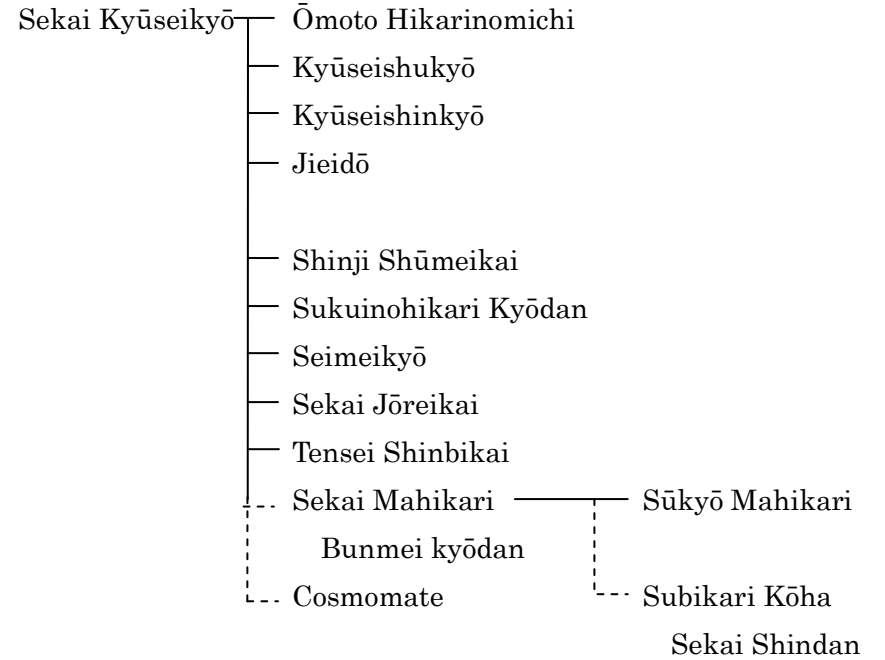 Sekai Kyūseikyō Ōmoto Hikarinomichi
Kyūseishukyō
Kyūseishinkyō
Jieidō
Shinji Shūmeikai
Sukuinohikari Kyōdan
Seimeikyō
Sekai Jōreikai
Tensei Shinbikai
Sekai Mahikari Sūkyō Mahikari
Bunmei kyōdan
Cosmomate Subikari Kōha
Sekai Shindan